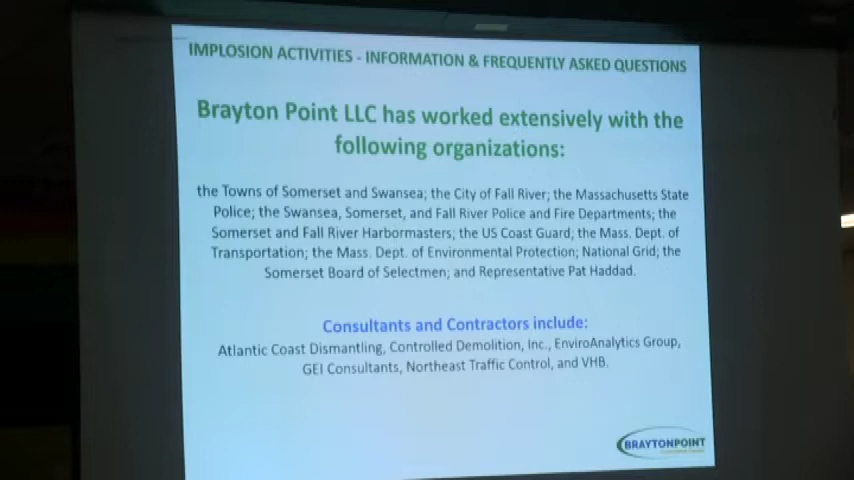 IMPLOSION ACTIVITIES - INFORMATION & FREQUENTLY ASKED QUESTIONS
Brayton Point LLC has worked extensively with the
following organizations:
the Towns of Somerset and Swansea; the City of Fall River; the Massachusetts State
Police; the Swansea, Somerset, and Fall River Police and Fire Departments; the
Somerset and Fall River Harbormasters; the US Coast Guard; the Mass. Dept. of
Transportation; the Mass. Dept. of Environmental Protection; National Grid; the
Somerset Board of Selectmen; and Representative Pat Haddad.
Consultants and Contractors include:
Atlantic Coast Dismantling, Controlled Demolition, Inc., EnviroAnalytics Group,
GEI Consultants, Northeast Traffic Control, and VHB.
BRAYTONPOINT